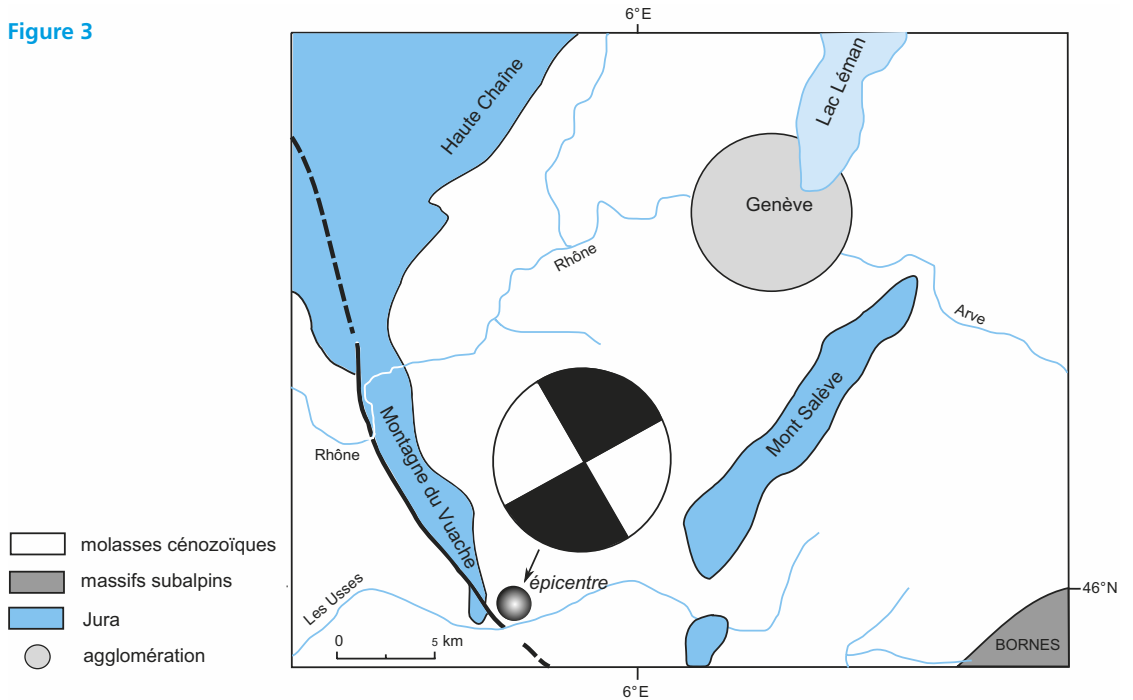 6°E
Figure 3
Haute Chaîne
Lac Léman
Genève
Rhône
Arve
Mont Salève
Montagne du Vuache
Rhône
molasses cénozoïques
massifs subalpins
Jura
agglomération
Les Usses
épicentre
46°N
0 5 km
BORNES
6°E